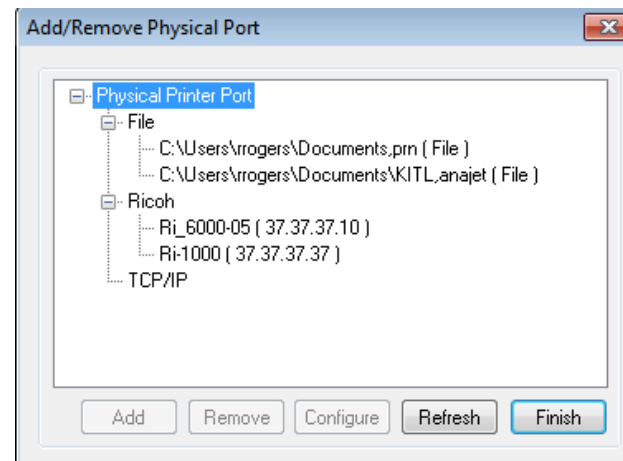 Add/Remove Physical Port
Physical Printer Port
File
C:\Users\rrogers\Documents,prn ( File )
C:\Users\rrogers\Documents\KITL,anajet ( File )
Ricoh
Ri_6000-05 ( 37.37.37.10 )
Ri-1000 ( 37.37.37.37 )
TCP/IP
Add Remove Configure Refresh Finish